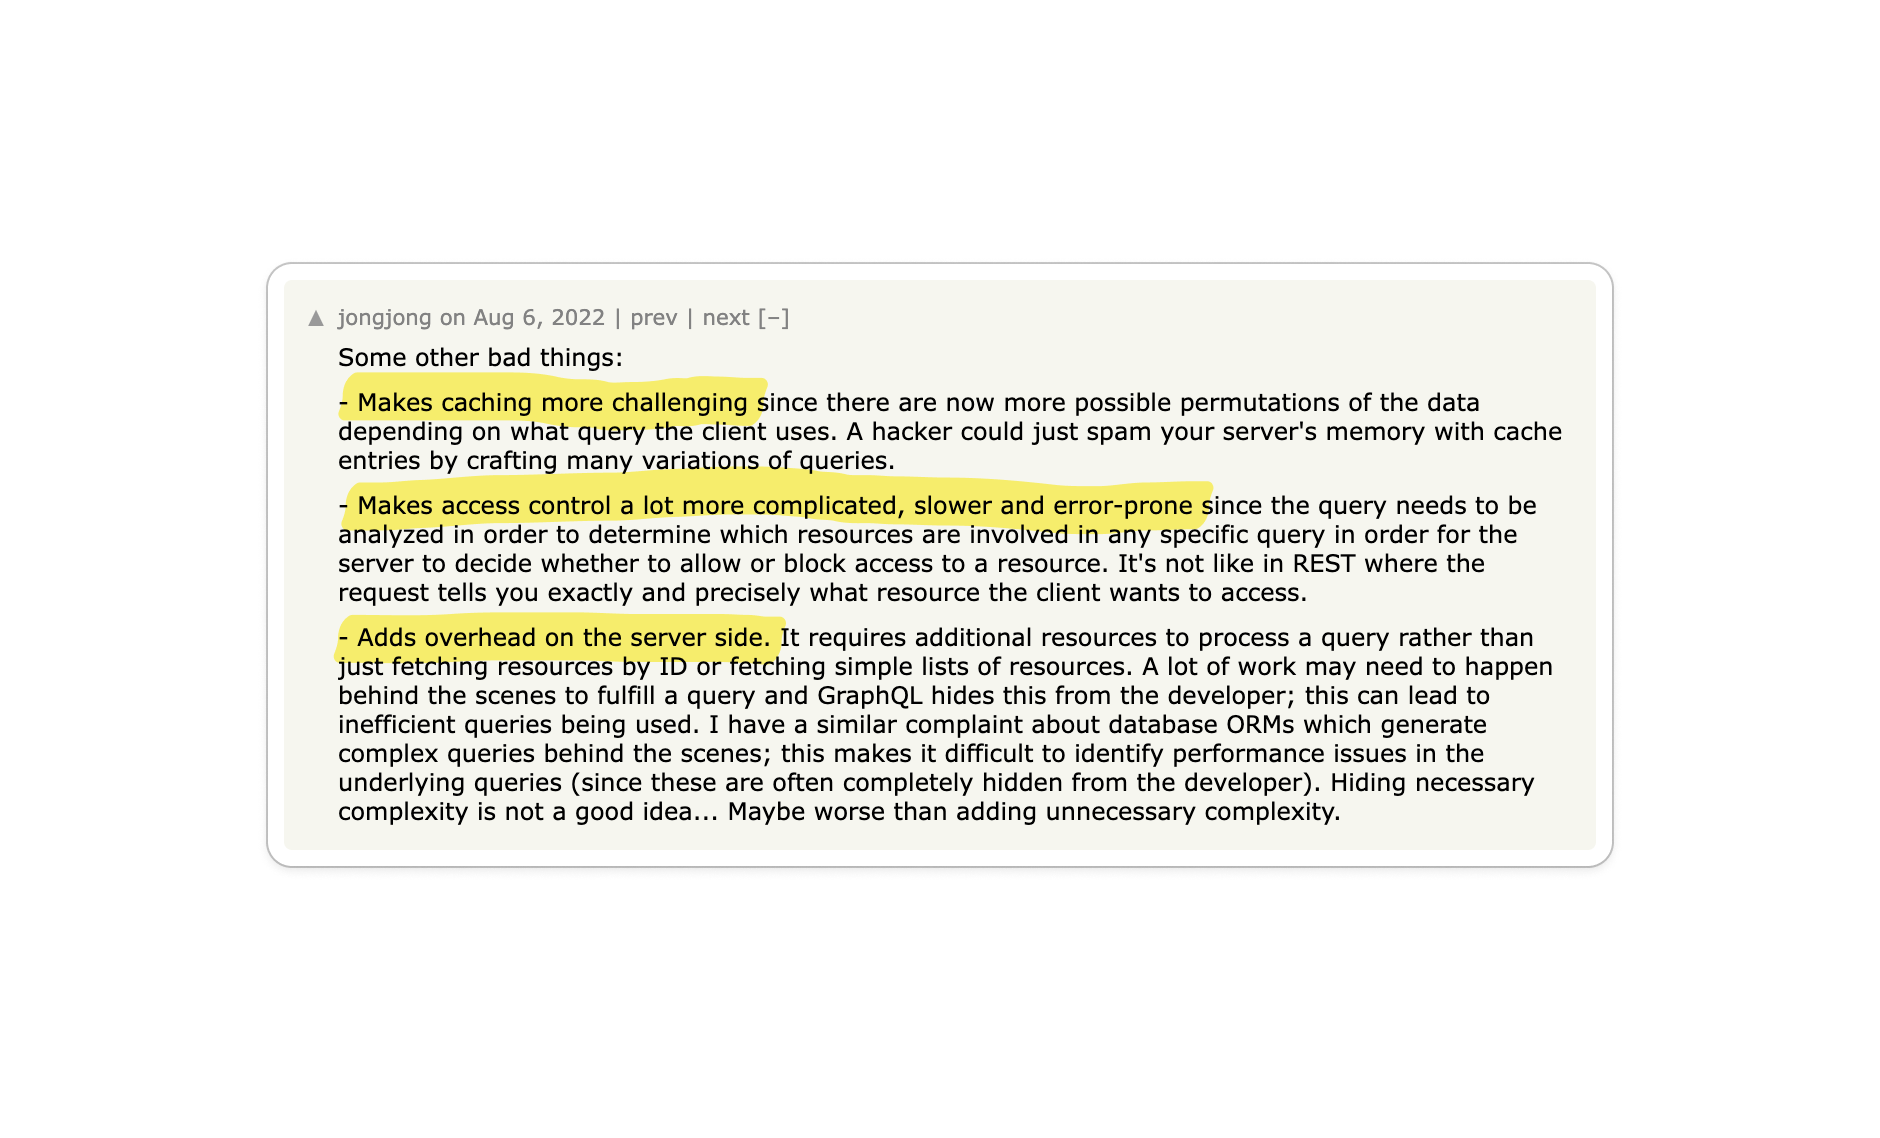 ▲ jongjong on Aug 6, 2022 | prev | next [–]
Some other bad things:
- Makes caching more challenging since there are now more possible permutations of the data
depending on what query the client uses. A hacker could just spam your server's memory with cache
entries by crafting many variations of queries.
- Makes access control a lot more complicated, slower and error-prone since the query needs to be
analyzed in order to determine which resources are involved in any specific query in order for the
server to decide whether to allow or block access to a resource. It's not like in REST where the
request tells you exactly and precisely what resource the client wants to access.
- Adds overhead on the server side. It requires additional resources to process a query rather than
just fetching resources by ID or fetching simple lists of resources. A lot of work may need to happen
behind the scenes to fulfill a query and GraphQL hides this from the developer; this can lead to
inefficient queries being used. I have a similar complaint about database ORMs which generate
complex queries behind the scenes; this makes it difficult to identify performance issues in the
underlying queries (since these are often completely hidden from the developer). Hiding necessary
complexity is not a good idea... Maybe worse than adding unnecessary complexity.